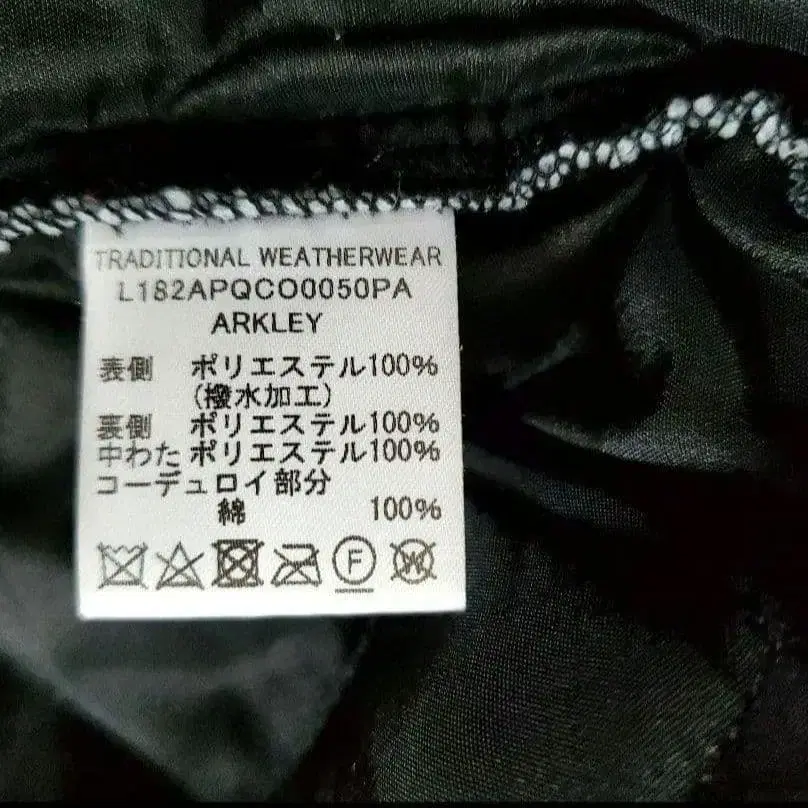 TRADITIONAL WEATHERWEAR
L182APQCO0050PA
ARKLEY
表側 ポリエステル100%
(撥水加工)
裏側 ポリエステル100%
中わた ポリエステル100%
コーデュロイ部分
綿 100%
F W